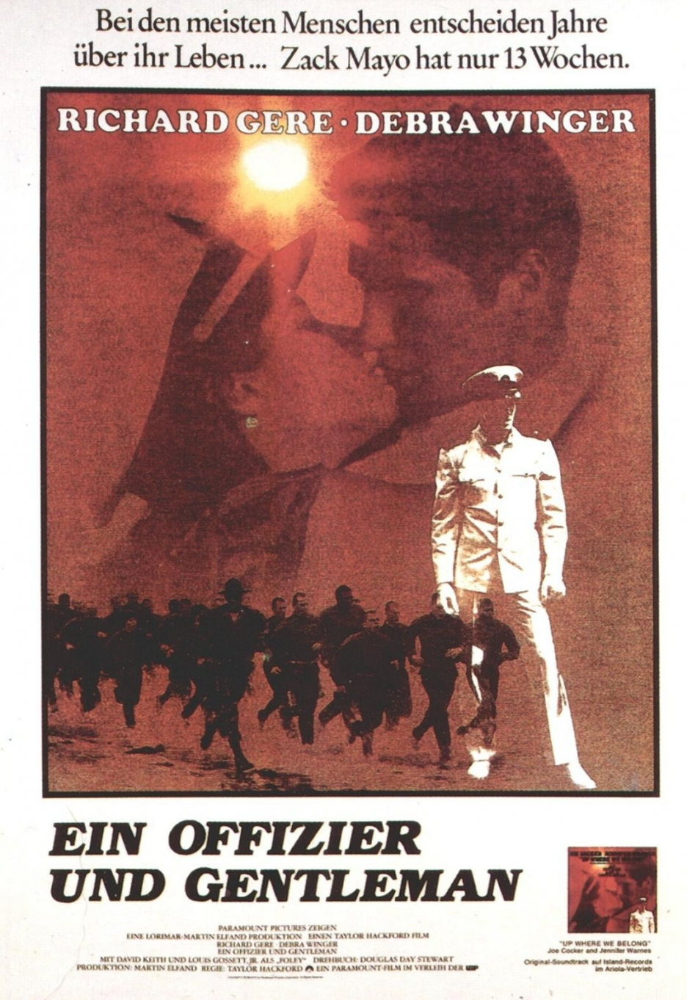 Bei den meisten Menschen entscheiden Jahre
über ihr Leben... Zack Mayo hat nur 13 Wochen.
RICHARD GERE · DEBRA WINGER
EIN OFFIZIER
UND GENTLEMAN
PARAMOUNT PICTURES ZEIGEN
EINE LORIMAR-MARTIN ELFAND PRODUKTION EINEN TAYLOR HACKFORD FILM
RICHARD GERE · DEBRA WINGER
EIN OFFIZIER UND GENTLEMAN
MIT DAVID KEITH UND LOUIS GOSSETT, JR. ALS „FOLEY“ DREHBUCH: DOUGLAS DAY STEWART
PRODUKTION: MARTIN ELFAND REGIE: TAYLOR HACKFORD EIN PARAMOUNT-FILM IM VERLEIH DER UIP
"UP WHERE WE BELONG"
Joe Cocker and Jennifer Warnes
Original-Soundtrack auf Island-Records
im Ariola-Vertrieb